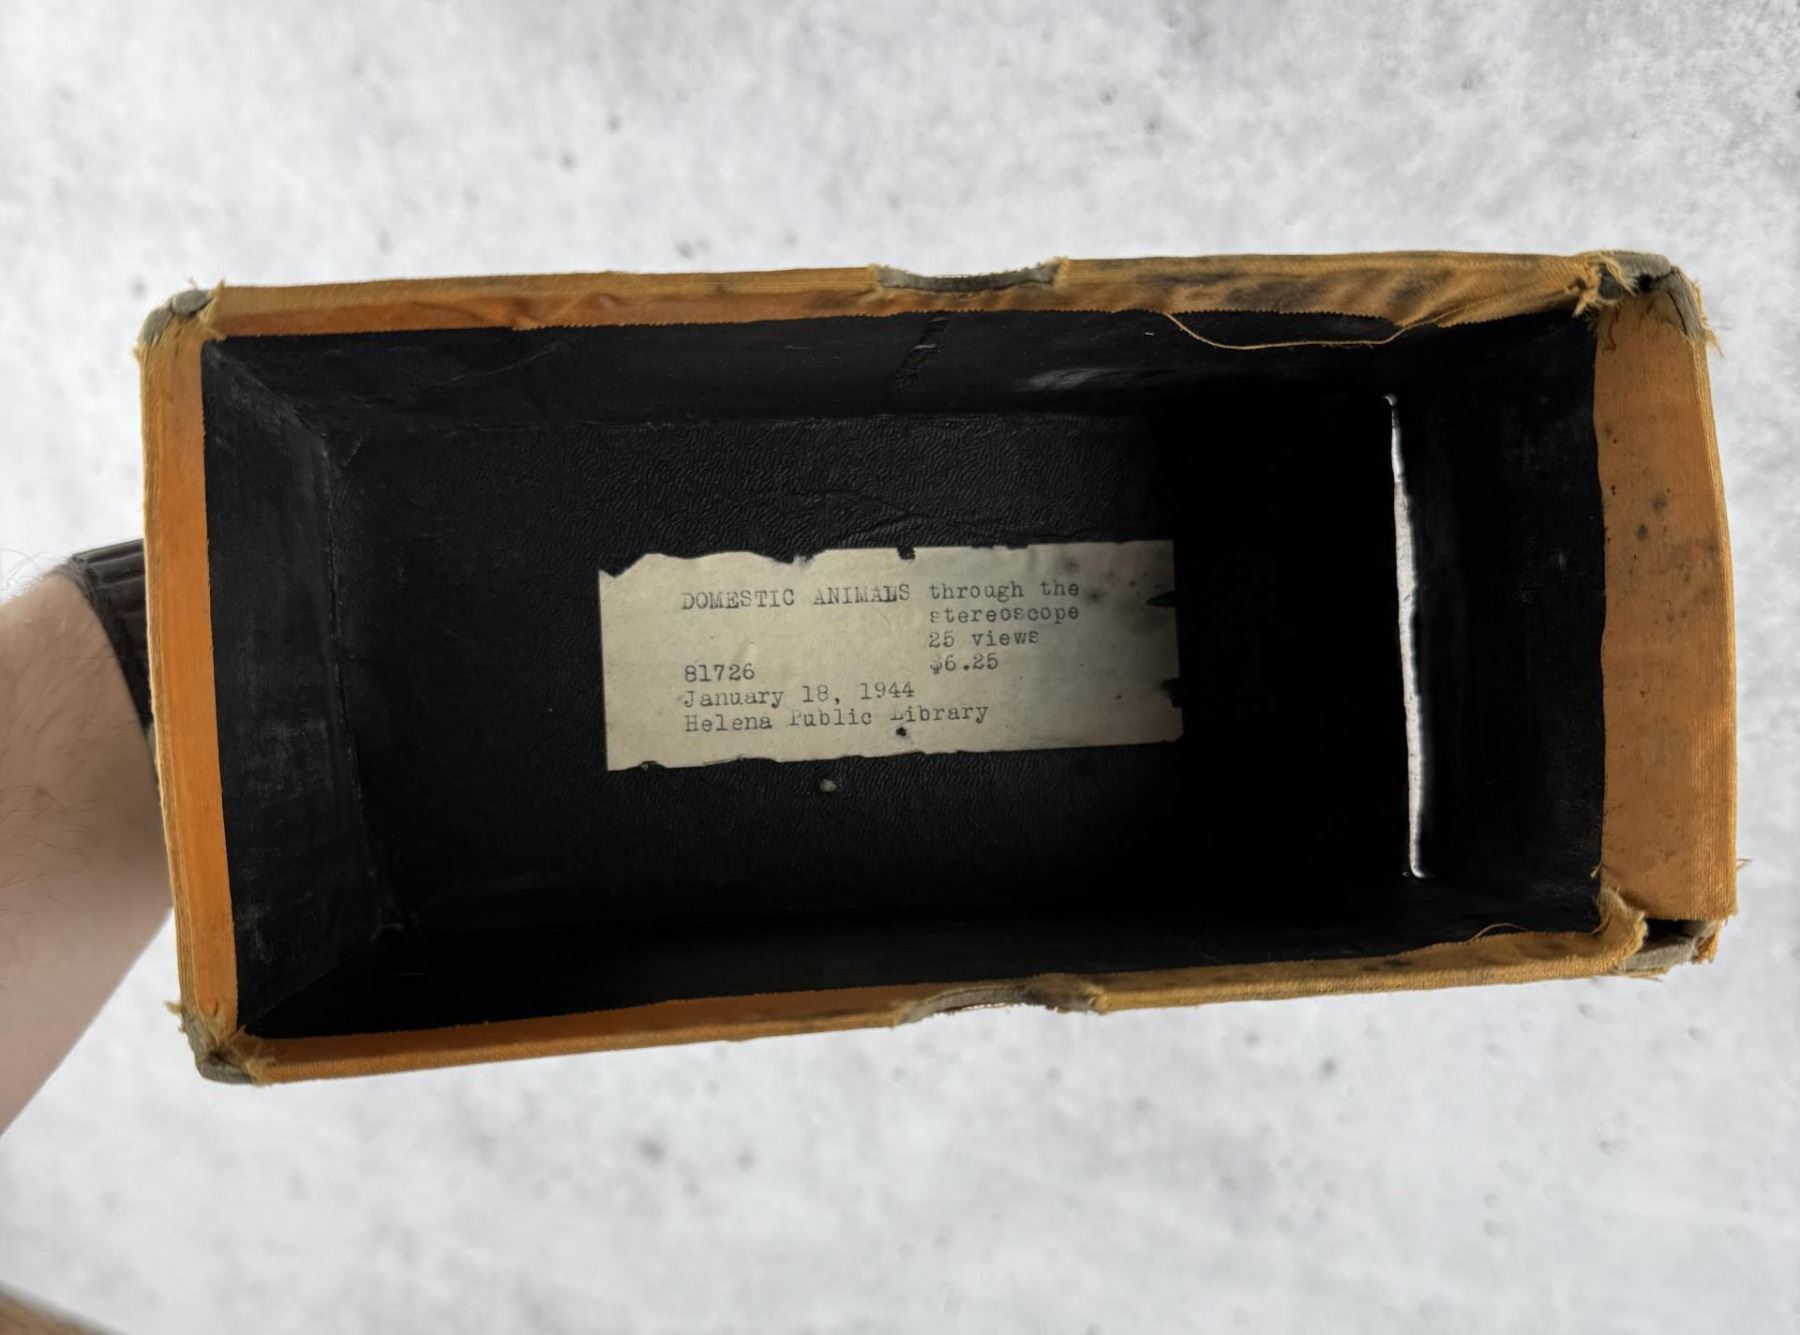 DOMESTIC ANIMALS through the
stereoscope
25 views
$6.25
81726
January 18, 1944
Helena Public Library